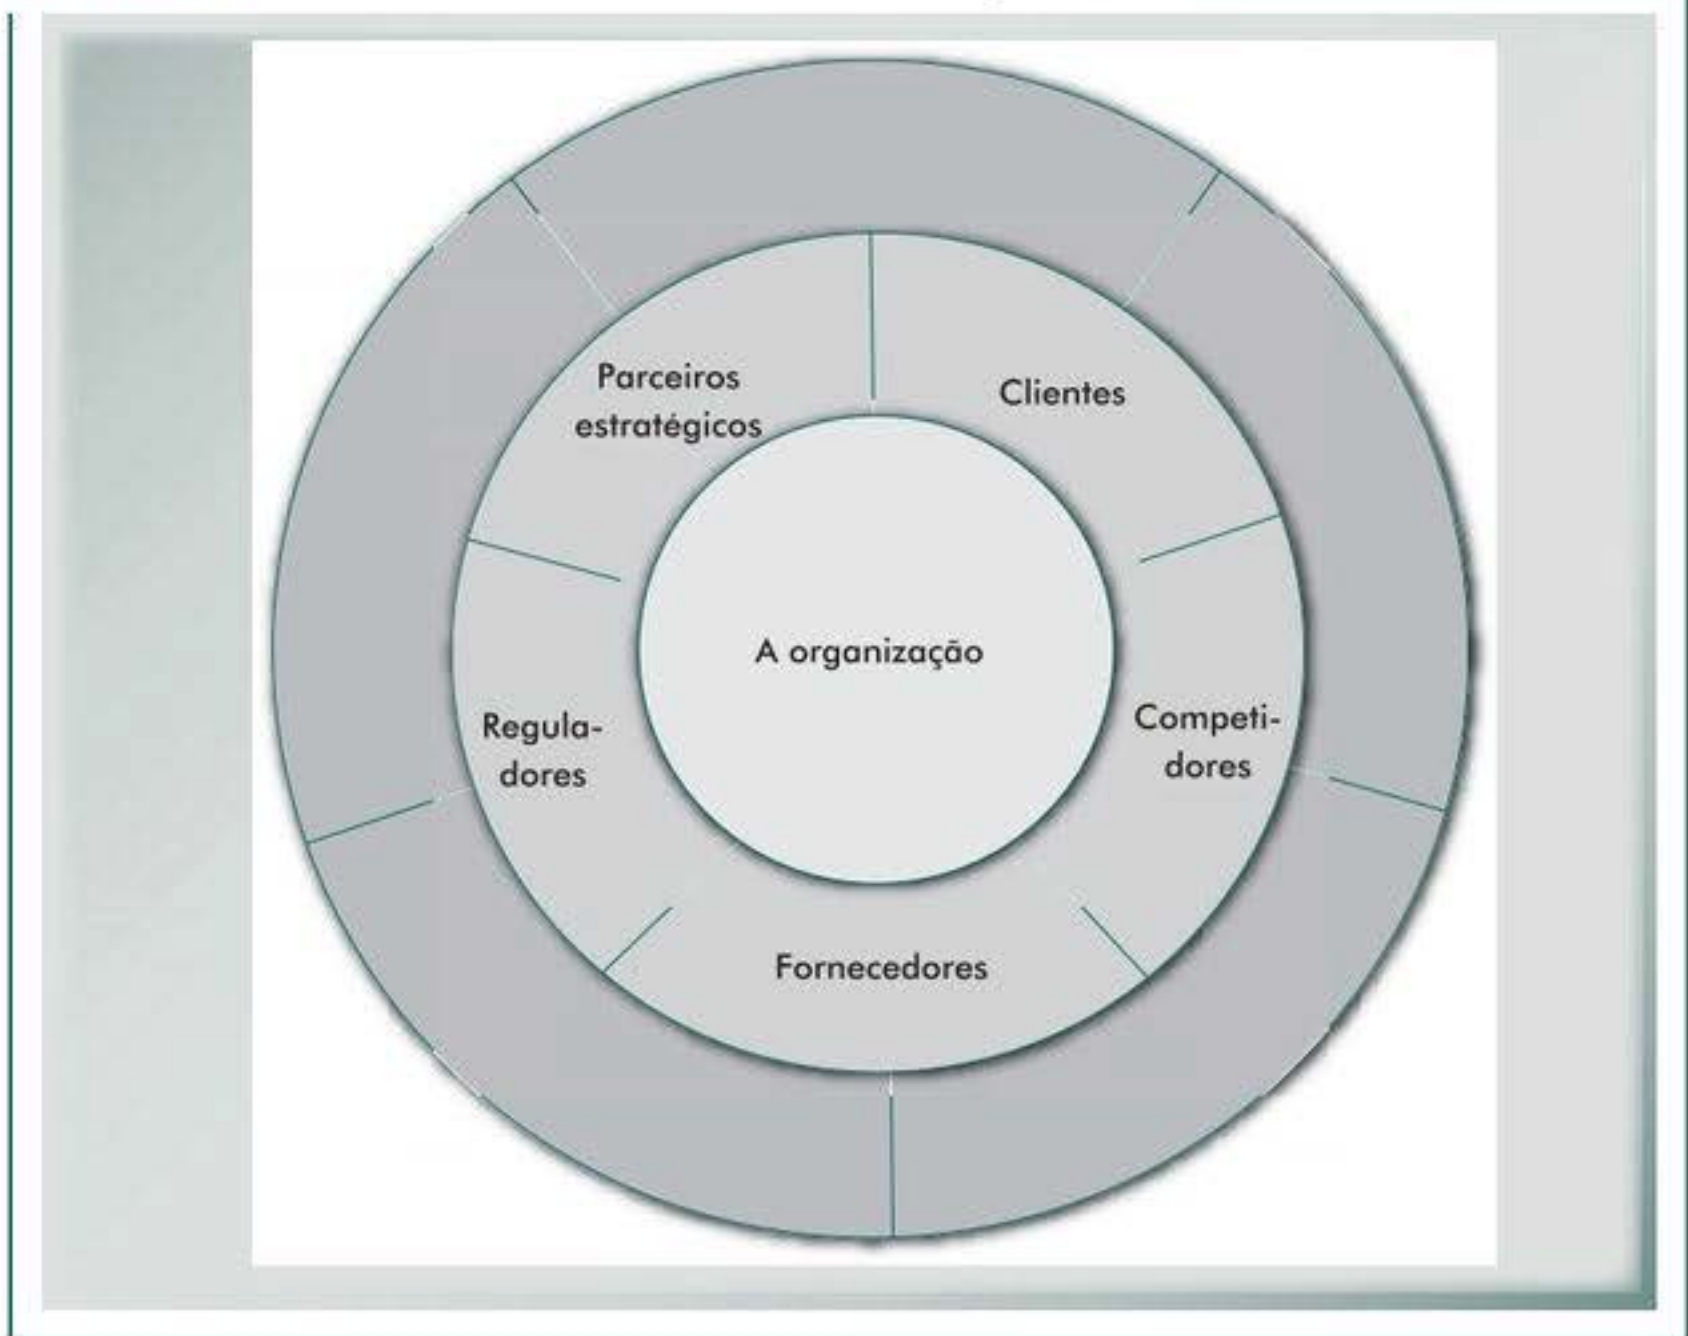 Parceiros
estratégicos
Clientes
A organização
Regula-
dores
Competi-
dores
Fornecedores